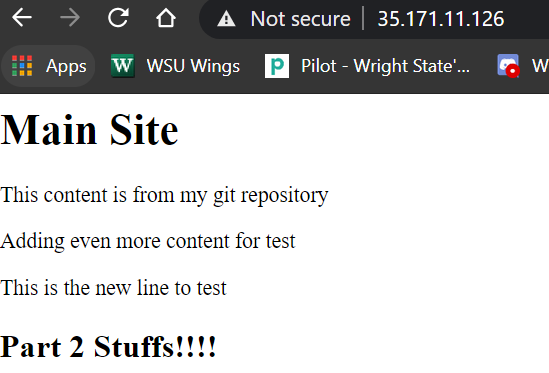 Not secure | 35.171.11.126
Apps W WSU Wings P Pilot - Wright State'... W
Main Site
This content is from my git repository
Adding even more content for test
This is the new line to test
Part 2 Stuffs!!!!